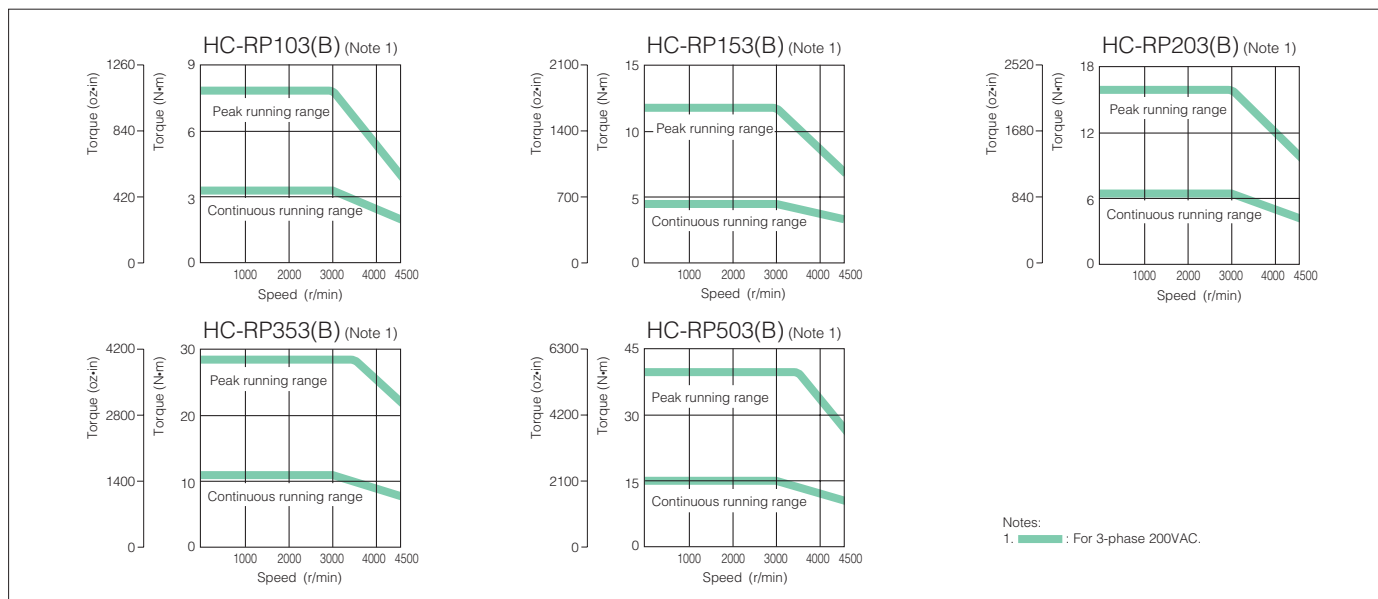 HC-RP103(B) (Note 1)
Torque (oz•in)
1260
840
420
0
Torque (N•m)
9
6
3
0
Peak running range
Continuous running range
1000 2000 3000 4000 4500
Speed (r/min)
HC-RP153(B) (Note 1)
Torque (oz•in)
2100
1400
700
0
Torque (N•m)
15
10
5
0
Peak running range
Continuous running range
1000 2000 3000 4000 4500
Speed (r/min)
HC-RP203(B) (Note 1)
Torque (oz•in)
2520
1680
840
0
Torque (N•m)
18
12
6
0
Peak running range
Continuous running range
1000 2000 3000 4000 4500
Speed (r/min)
HC-RP353(B) (Note 1)
Torque (oz•in)
4200
2800
1400
0
Torque (N•m)
30
20
10
0
Peak running range
Continuous running range
1000 2000 3000 4000 4500
Speed (r/min)
HC-RP503(B) (Note 1)
Torque (oz•in)
6300
4200
2100
0
Torque (N•m)
45
30
15
0
Peak running range
Continuous running range
1000 2000 3000 4000 4500
Speed (r/min)
Notes:
1. : For 3-phase 200VAC.